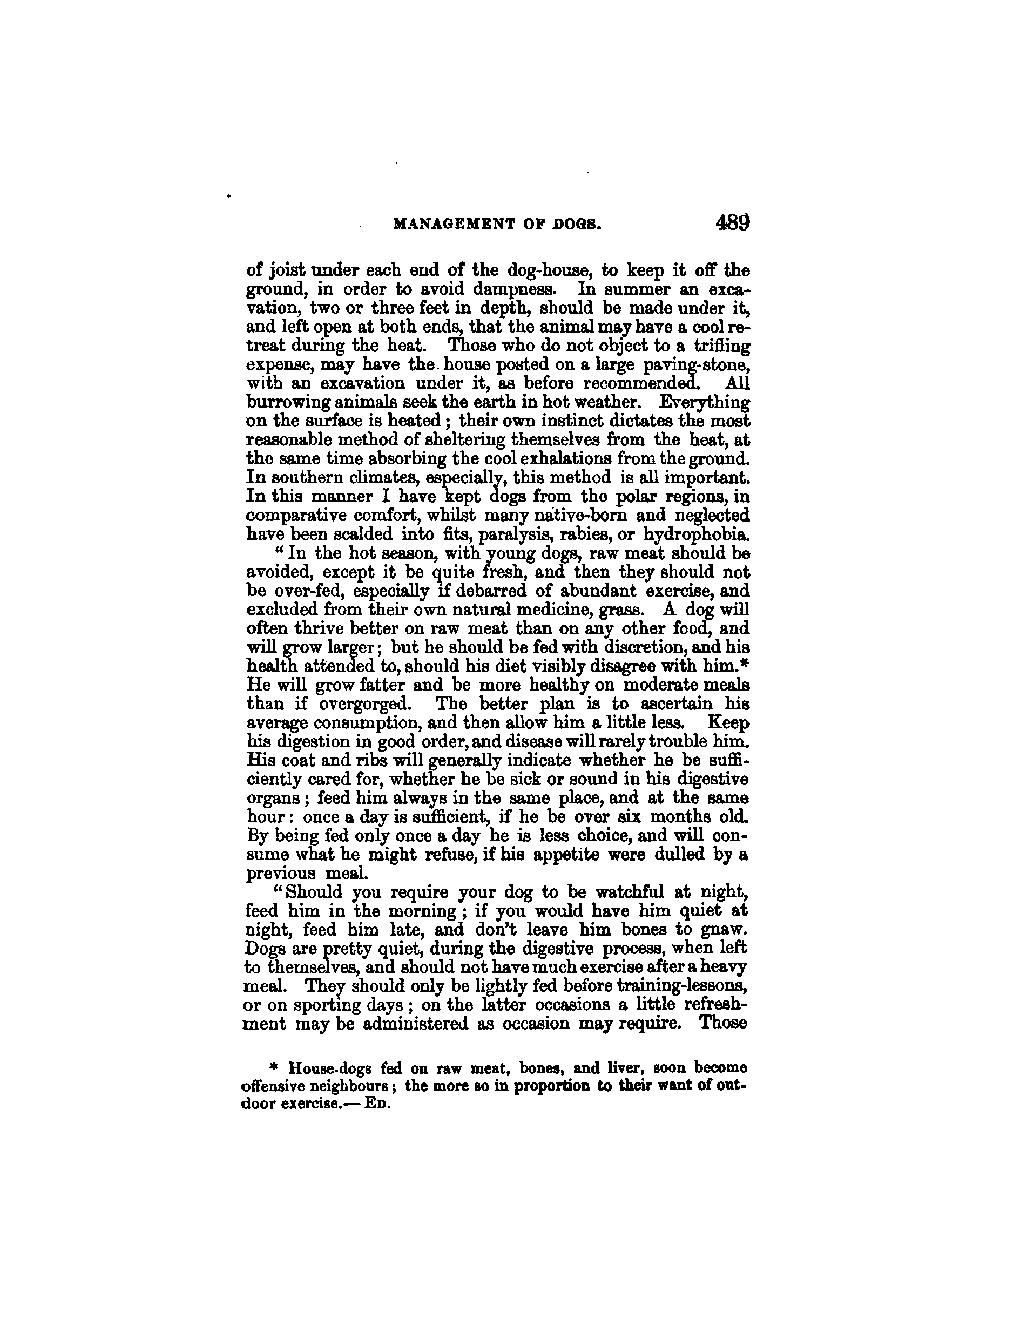 MANAGEMENT OF DOGS. 489
of joist under each end of the dog-house, to keep it off the
ground, in order to avoid dampness. In summer an exca-
vation, two or three feet in depth, should be made under it,
and left open at both ends, that the animal may have a cool re-
treat during the heat. Those who do not object to a trifling
expense, may have the house posted on a large paving-stone,
with an excavation under it, as before recommended. All
burrowing animals seek the earth in hot weather. Everything
on the surface is heated; their own instinct dictates the most
reasonable method of sheltering themselves from the heat, at
the same time absorbing the cool exhalations from the ground.
In southern climates, especially, this method is all important.
In this manner I have kept dogs from the polar regions, in
comparative comfort, whilst many native-born and neglected
have been scalded into fits, paralysis, rabies, or hydrophobia.
“In the hot season, with young dogs, raw meat should be
avoided, except it be quite fresh, and then they should not
be over-fed, especially if debarred of abundant exercise, and
excluded from their own natural medicine, grass. A dog will
often thrive better on raw meat than on any other food, and
will grow larger; but he should be fed with discretion, and his
health attended to, should his diet visibly disagree with him.*
He will grow fatter and be more healthy on moderate meals
than if overgorged. The better plan is to ascertain his
average consumption, and then allow him a little less. Keep
his digestion in good order, and disease will rarely trouble him.
His coat and ribs will generally indicate whether he be suffi-
ciently cared for, whether he be sick or sound in his digestive
organs; feed him always in the same place, and at the same
hour: once a day is sufficient, if he be over six months old.
By being fed only once a day he is less choice, and will con-
sume what he might refuse, if his appetite were dulled by a
previous meal.
“Should you require your dog to be watchful at night,
feed him in the morning; if you would have him quiet at
night, feed him late, and don't leave him bones to gnaw.
Dogs are pretty quiet, during the digestive process, when left
to themselves, and should not have much exercise after a heavy
meal. They should only be lightly fed before training-lessons,
or on sporting days; on the latter occasions a little refresh-
ment may be administered as occasion may require. Those
* House-dogs fed on raw meat, bones, and liver, soon become
offensive neighbours; the more so in proportion to their want of out-
door exercise.—ED.